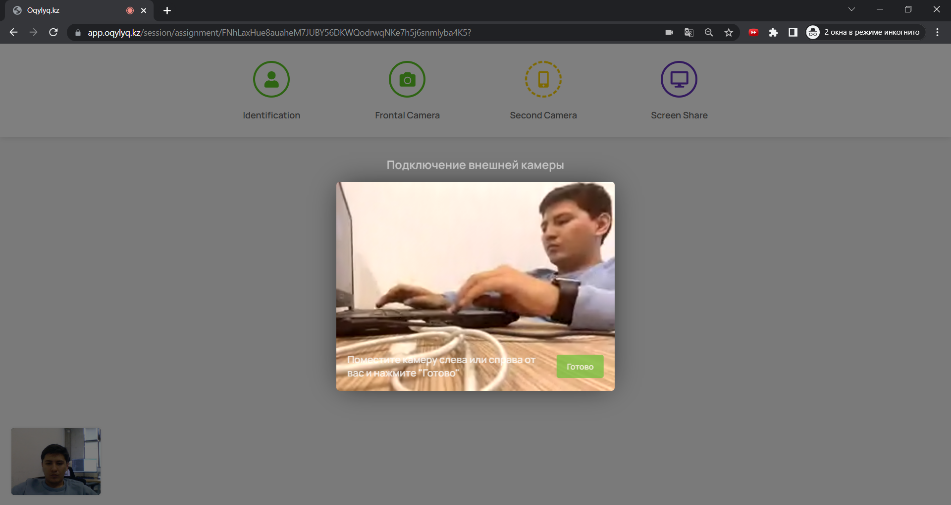 Oqylyq.kz
app.oqylyq.kz/session/assignment/FNhLaxHue8auaheM7JUBY56DKWQodrwqNKe7h5j6snmlyba4K5?
2 окна в режиме инкогнито
Identification
Frontal Camera
Second Camera
Screen Share
Подключение внешней камеры
Поместите камеру слева или справа от
вас и нажмите "Готово"
Готово